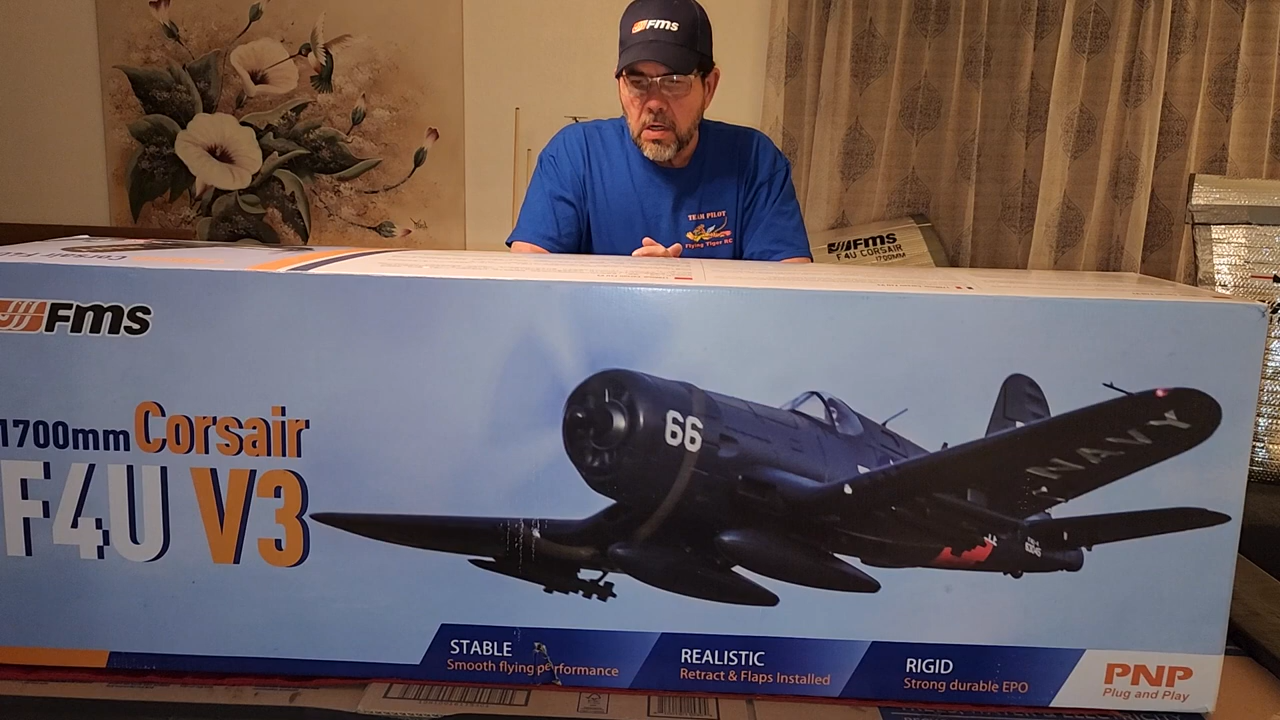 FMS
TEAM PILOT
Flying Tiger RC
FMS
F4U CORSAIR
1700MM
FMS
1700mm Corsair
F4U V3
66
NAVY
STABLE
Smooth flying performance
REALISTIC
Retract & Flaps Installed
RIGID
Strong durable EPO
PNP
Plug and Play